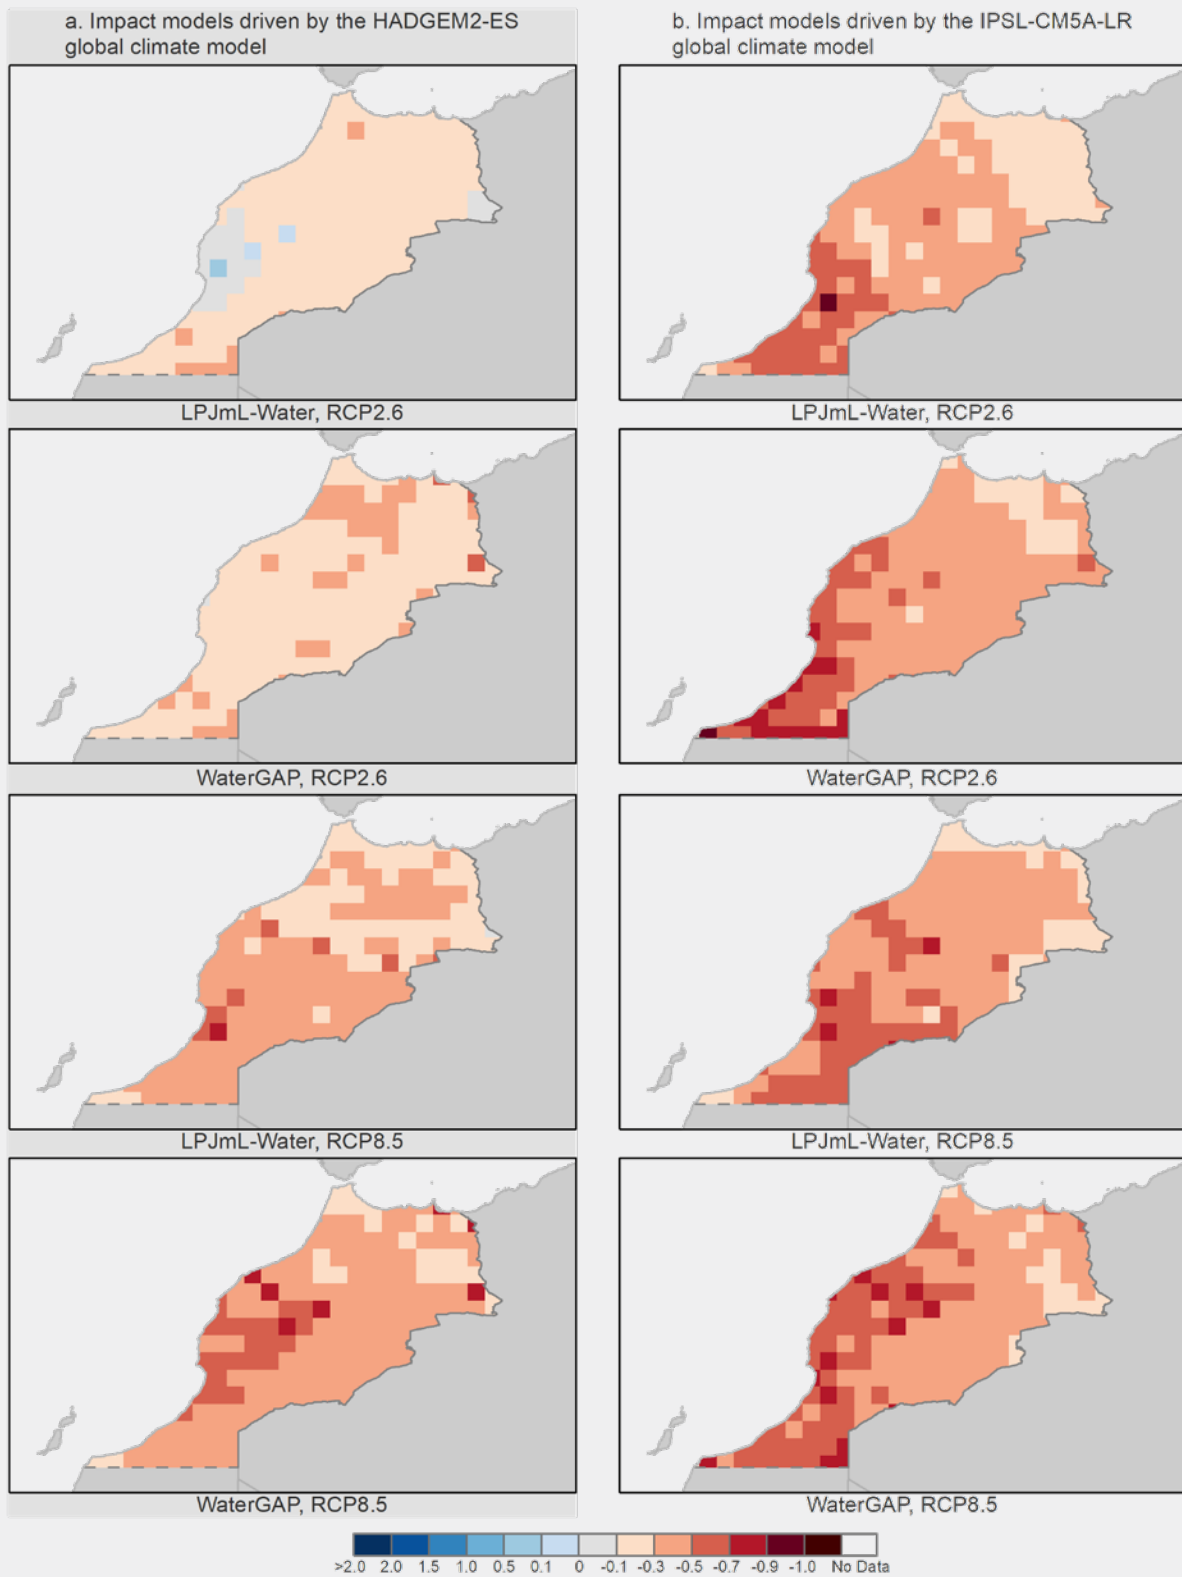 a. Impact models driven by the HADGEM2-ES
global climate model
b. Impact models driven by the IPSL-CM5A-LR
global climate model
LPJmL-Water, RCP2.6
LPJmL-Water, RCP2.6
WaterGAP, RCP2.6
WaterGAP, RCP2.6
LPJmL-Water, RCP8.5
LPJmL-Water, RCP8.5
WaterGAP, RCP8.5
WaterGAP, RCP8.5
>2.0 2.0 1.5 1.0 0.5 0.1 0 -0.1 -0.3 -0.5 -0.7 -0.9 -1.0 No Data